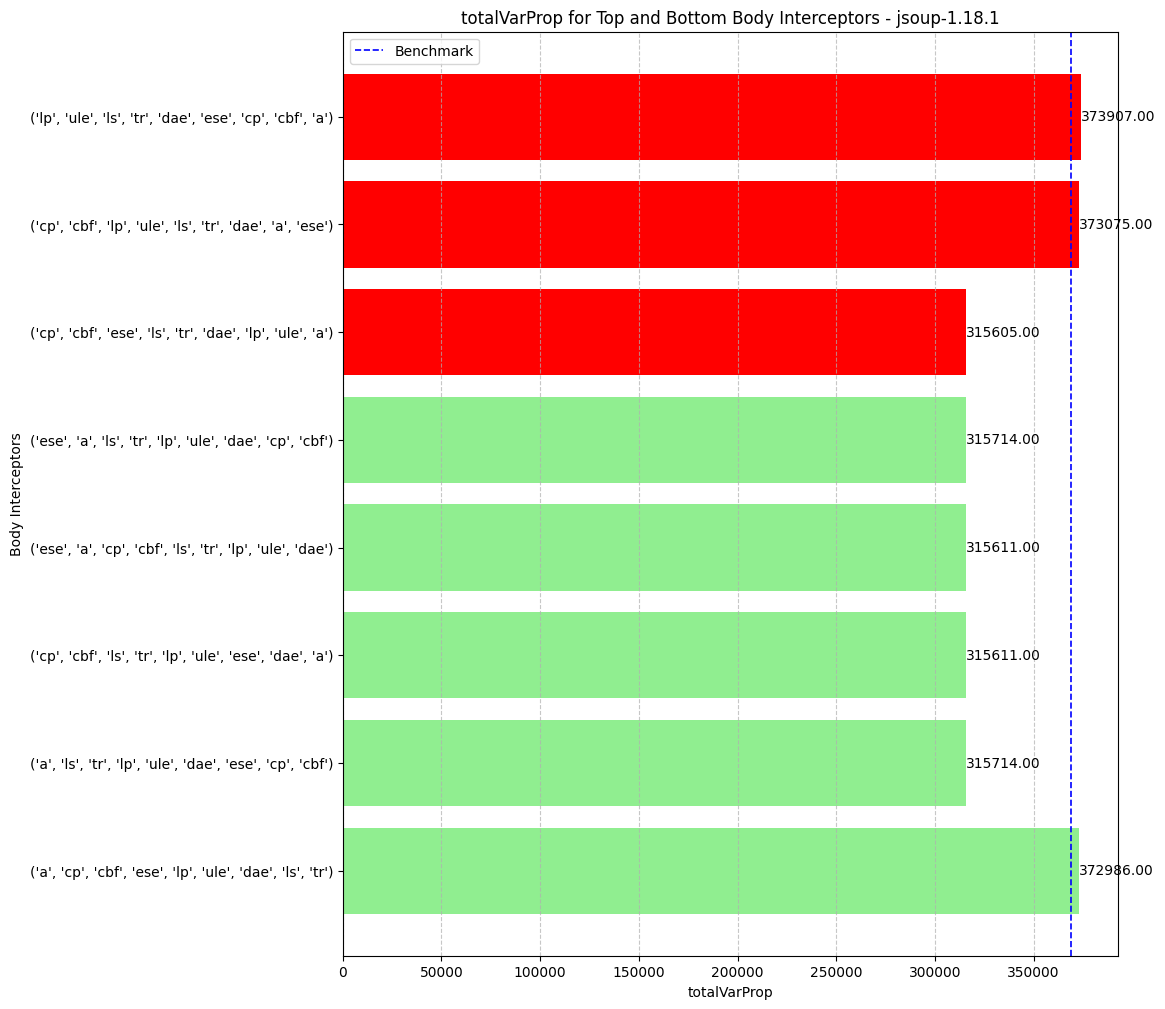 totalVarProp for Top and Bottom Body Interceptors - jsoup-1.18.1
Benchmark
('lp', 'ule', 'ls', 'tr', 'dae', 'ese', 'cp', 'cbf', 'a')
373907.00
('cp', 'cbf', 'lp', 'ule', 'ls', 'tr', 'dae', 'a', 'ese')
373075.00
('cp', 'cbf', 'ese', 'ls', 'tr', 'dae', 'lp', 'ule', 'a')
315605.00
('ese', 'a', 'ls', 'tr', 'lp', 'ule', 'dae', 'cp', 'cbf')
315714.00
('ese', 'a', 'cp', 'cbf', 'ls', 'tr', 'lp', 'ule', 'dae')
315611.00
('cp', 'cbf', 'ls', 'tr', 'lp', 'ule', 'ese', 'dae', 'a')
315611.00
('a', 'ls', 'tr', 'lp', 'ule', 'dae', 'ese', 'cp', 'cbf')
315714.00
('a', 'cp', 'cbf', 'ese', 'lp', 'ule', 'dae', 'ls', 'tr')
372986.00
Body Interceptors
0 50000 100000 150000 200000 250000 300000 350000
totalVarProp